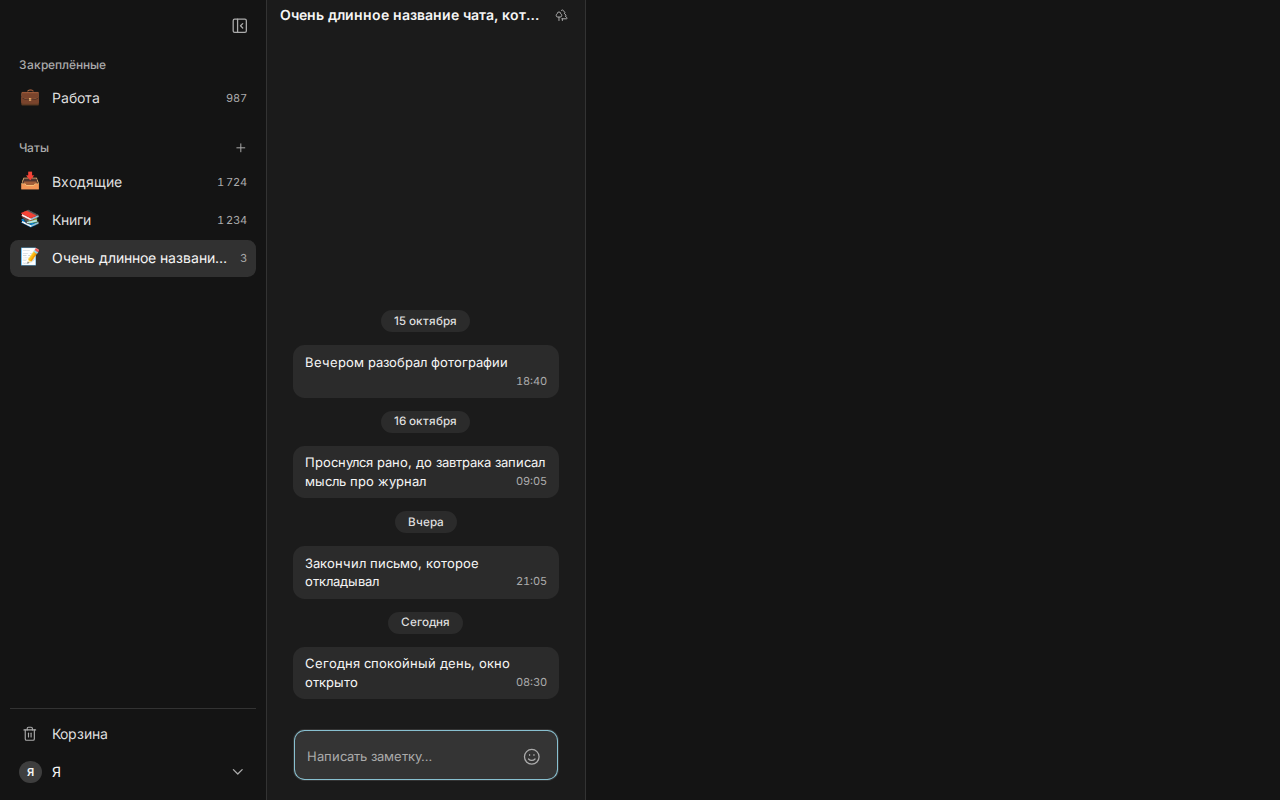 Закреплённые
Работа 987
Чаты
Входящие 1 724
Книги 1 234
Очень длинное названи... 3
Корзина
Я Я
Очень длинное название чата, кот...
15 октября
Вечером разобрал фотографии
18:40
16 октября
Проснулся рано, до завтрака записал
мысль про журнал 09:05
Вчера
Закончил письмо, которое
откладывал 21:05
Сегодня
Сегодня спокойный день, окно
открыто 08:30
Написать заметку...